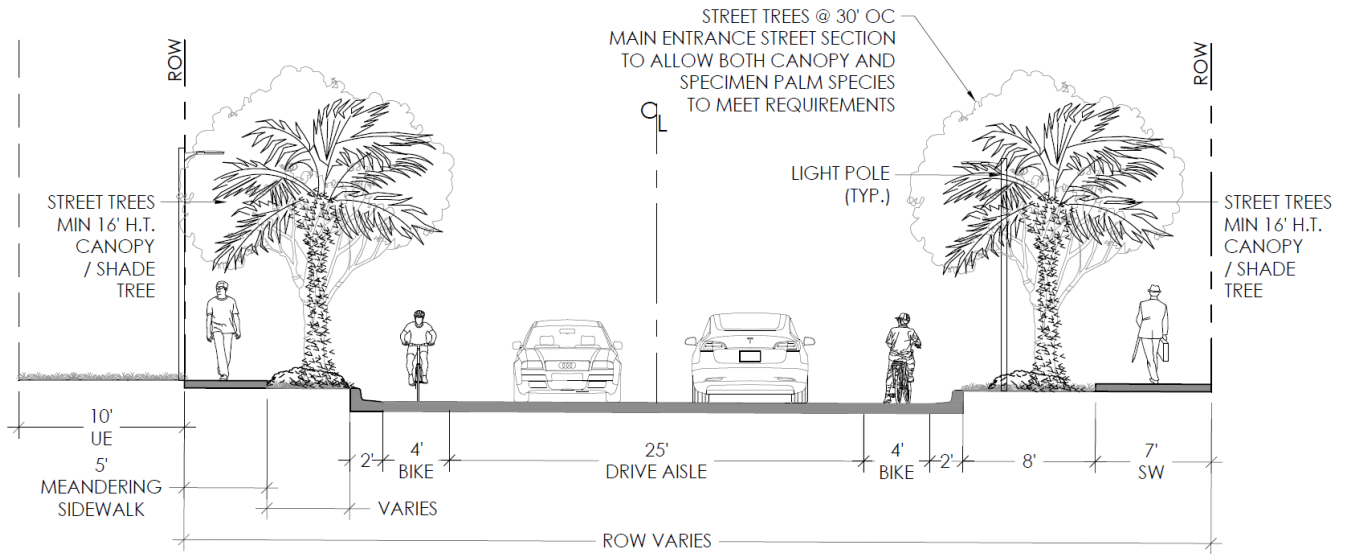 STREET TREES @ 30' OC
MAIN ENTRANCE STREET SECTION
TO ALLOW BOTH CANOPY AND
SPECIMEN PALM SPECIES
TO MEET REQUIREMENTS
ROW
ROW
CL
LIGHT POLE
(TYP.)
STREET TREES
MIN 16' H.T.
CANOPY
/ SHADE
TREE
STREET TREES
MIN 16' H.T.
CANOPY
/ SHADE
TREE
10'
UE
5'
MEANDERING
SIDEWALK
VARIES
2'
4'
BIKE
25'
DRIVE AISLE
4'
BIKE
2'
8'
7'
SW
ROW VARIES